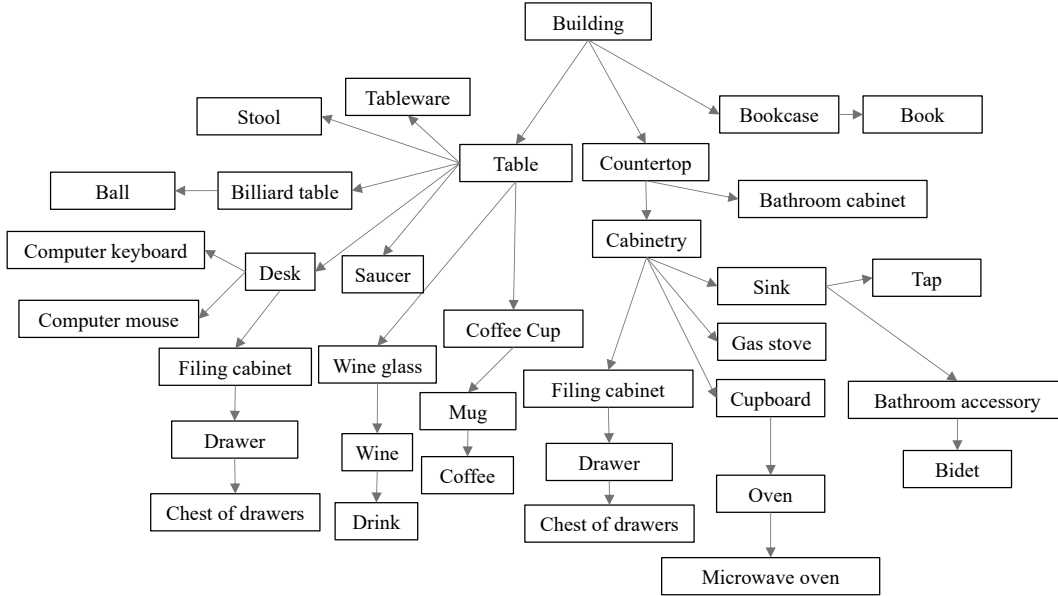 Building
Tableware
Stool
Bookcase
Book
Table
Countertop
Ball
Billiard table
Bathroom cabinet
Computer keyboard
Desk
Saucer
Cabinetry
Sink
Tap
Computer mouse
Coffee Cup
Gas stove
Filing cabinet
Wine glass
Filing cabinet
Cupboard
Bathroom accessory
Mug
Drawer
Wine
Drawer
Coffee
Bidet
Oven
Chest of drawers
Drink
Chest of drawers
Microwave oven